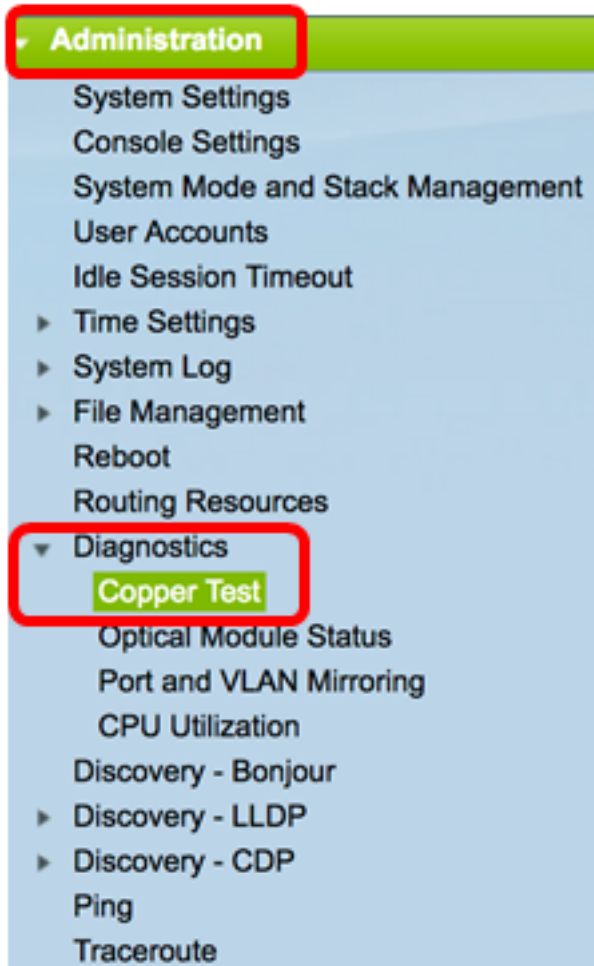 Administration
System Settings
Console Settings
System Mode and Stack Management
User Accounts
Idle Session Timeout
Time Settings
System Log
File Management
Reboot
Routing Resources
Diagnostics
Copper Test
Optical Module Status
Port and VLAN Mirroring
CPU Utilization
Discovery - Bonjour
Discovery - LLDP
Discovery - CDP
Ping
Traceroute